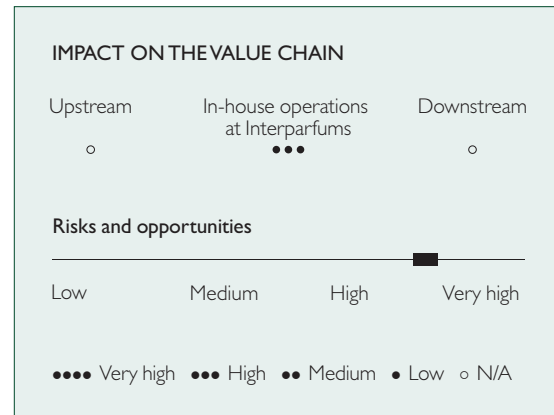 IMPACT ON THE VALUE CHAIN
Upstream In-house operations at Interparfums Downstream
○ ●●● ○
Risks and opportunities
Low Medium High Very high
●●●● Very high ●●● High ●● Medium ● Low ○ N/A